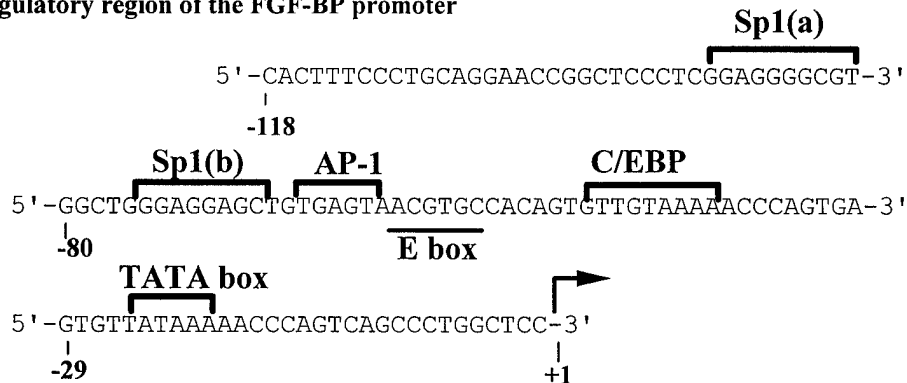 gulatory region of the FGF-BP promoter
Sp1(a)
5'-CACTTTCCCTGCAGGAACCGGCTCCCTCGGAGGGGCGT-3'
-118
Sp1(b) AP-1 C/EBP
5'-GGCTGGGAGGAGCTGTGAGTAACGTGCCACAGTGTTGTAAAAACCCAGTGA-3'
-80 E box
TATA box
5'-GTGTTATAAAAACCCAGTCAGCCCTGGCTCC-3'
-29 +1